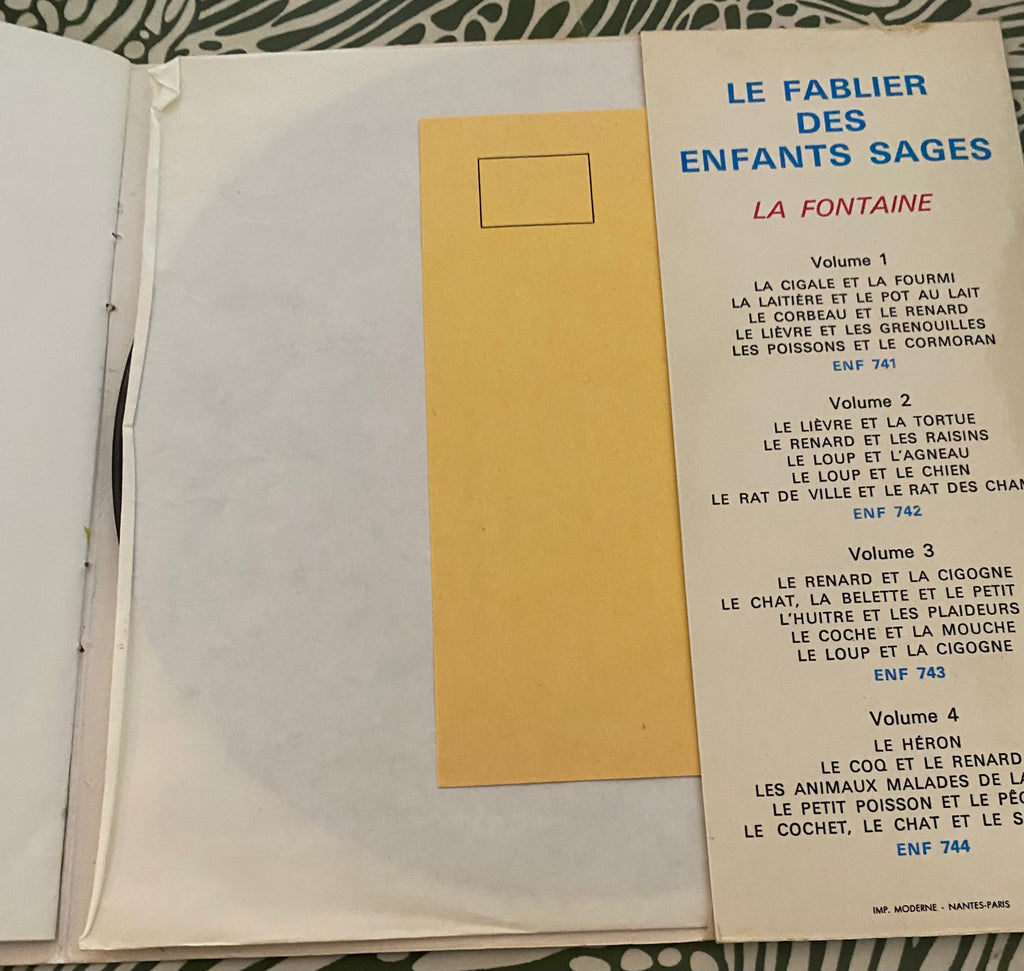 LE FABLIER
DES
ENFANTS SAGES
LA FONTAINE
Volume 1
LA CIGALE ET LA FOURMI
LA LAITIÈRE ET LE POT AU LAIT
LE CORBEAU ET LE RENARD
LE LIÈVRE ET LES GRENOUILLES
LES POISSONS ET LE CORMORAN
ENF 741
Volume 2
LE LIÈVRE ET LA TORTUE
LE RENARD ET LES RAISINS
LE LOUP ET L'AGNEAU
LE LOUP ET LE CHIEN
LE RAT DE VILLE ET LE RAT DES
ENF 742
Volume 3
LE RENARD ET LA CIGOGNE
LE CHAT, LA BELETTE ET LE PETIT
L'HUITRE ET LES PLAIDEURS
LE COCHE ET LA MOUCHE
LE LOUP ET LA CIGOGNE
ENF 743
Volume 4
LE HÉRON
LE COQ ET LE RENARD
LES ANIMAUX MALADES DE
LE PETIT POISSON ET LE
LE COCHET, LE CHAT ET LE
ENF 744
IMP. MODERNE - NANTES-PARIS